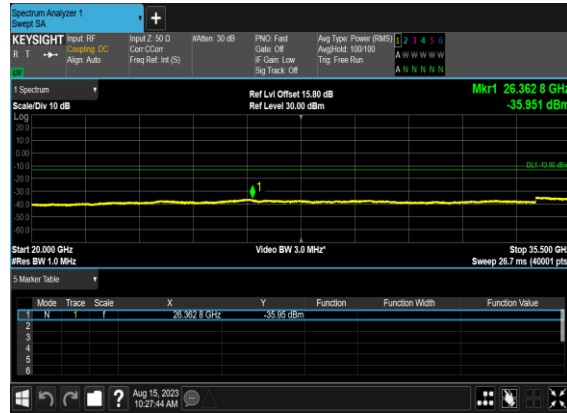 Spectrum Analyzer 1
Swept SA
+
KEYSIGHT Input: RF Input Z: 50 Ω #Atten: 30 dB PNO: Fast Avg Type: Power (RMS) 1 2 3 4 5 6
R T Coupling: DC Corr CCorr Gate: Off Avg|Hold: 100/100 A W W W W W
Align: Auto Freq Ref: Int (S) IF Gain: Low Trig: Free Run A N N N N N
Sig Track: Off
1 Spectrum Ref Lvl Offset 15.80 dB Mkr1 26.362 8 GHz
Scale/Div 10 dB Ref Level 30.00 dBm -35.951 dBm
Log
20.0
10.0
0.00
-10.0
DL1 -13.00 dBm
-20.0
-30.0
1
-40.0
-50.0
-60.0
Start 20.000 GHz Video BW 3.0 MHz* Stop 35.500 GHz
#Res BW 1.0 MHz Sweep 26.7 ms (40001 pts)
5 Marker Table
Mode Trace Scale X Y Function Function Width Function Value
1 N 1 f 26.362 8 GHz -35.95 dBm
2
3
4
5
6
? Aug 15, 2023
10:27:44 AM